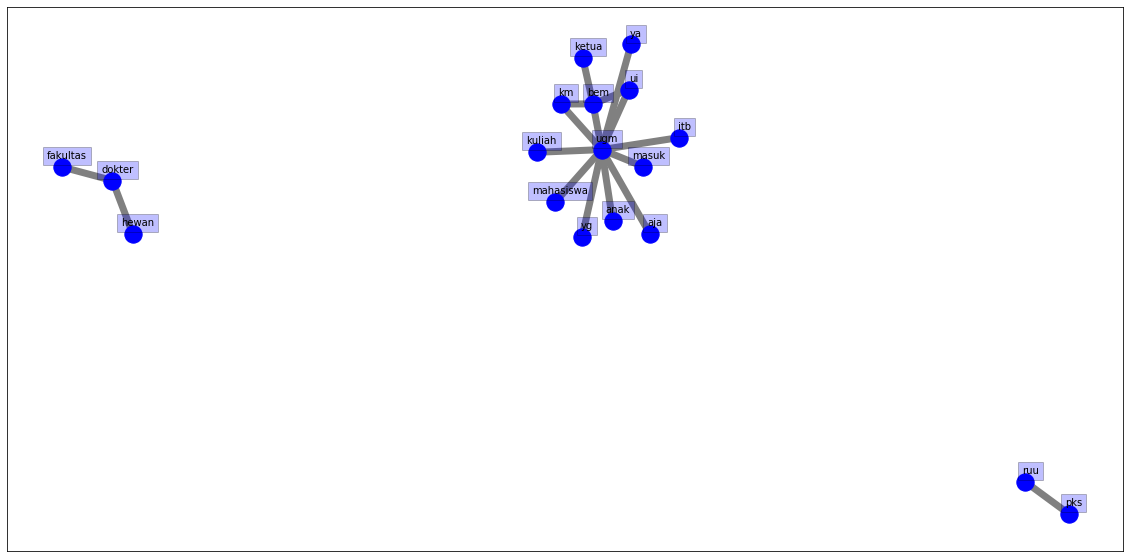 ya
ketua
ui
km
bem
itb
ugm
kuliah
masuk
fakultas
dokter
mahasiswa
anak
hewan
yg
aja
ruu
pks